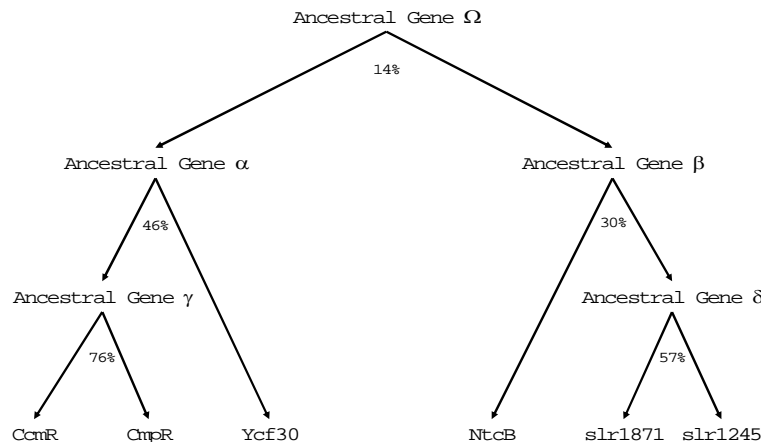 Ancestral Gene Ω
14%
Ancestral Gene α
Ancestral Gene β
46%
30%
Ancestral Gene γ
Ancestral Gene δ
76%
57%
CcmR CmpR Ycf30 NtcB slr1871 slr1245